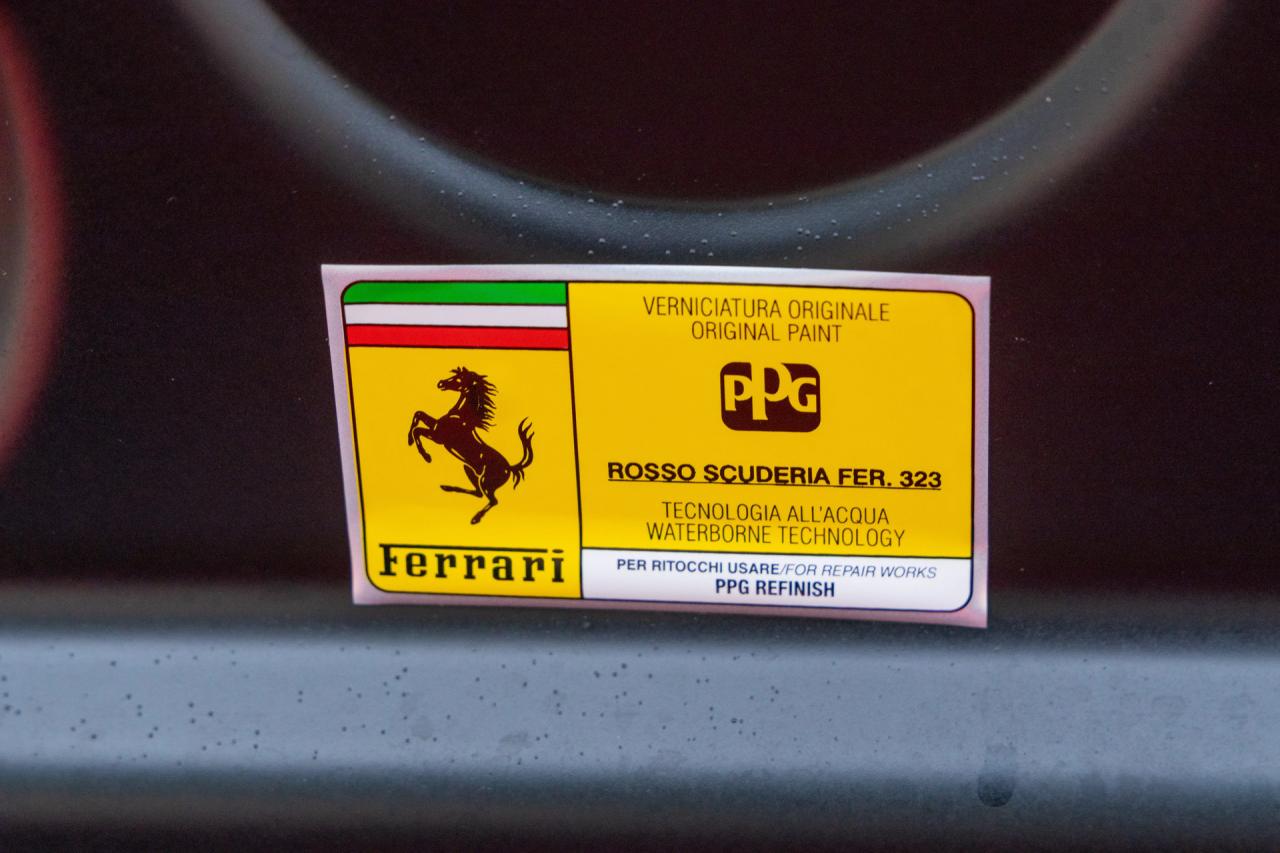 Ferrari
VERNICIATURA ORIGINALE
ORIGINAL PAINT
PPG
ROSSO SCUDERIA FER. 323
TECNOLOGIA ALL'ACQUA
WATERBORNE TECHNOLOGY
PER RITOCCHI USARE/FOR REPAIR WORKS
PPG REFINISH